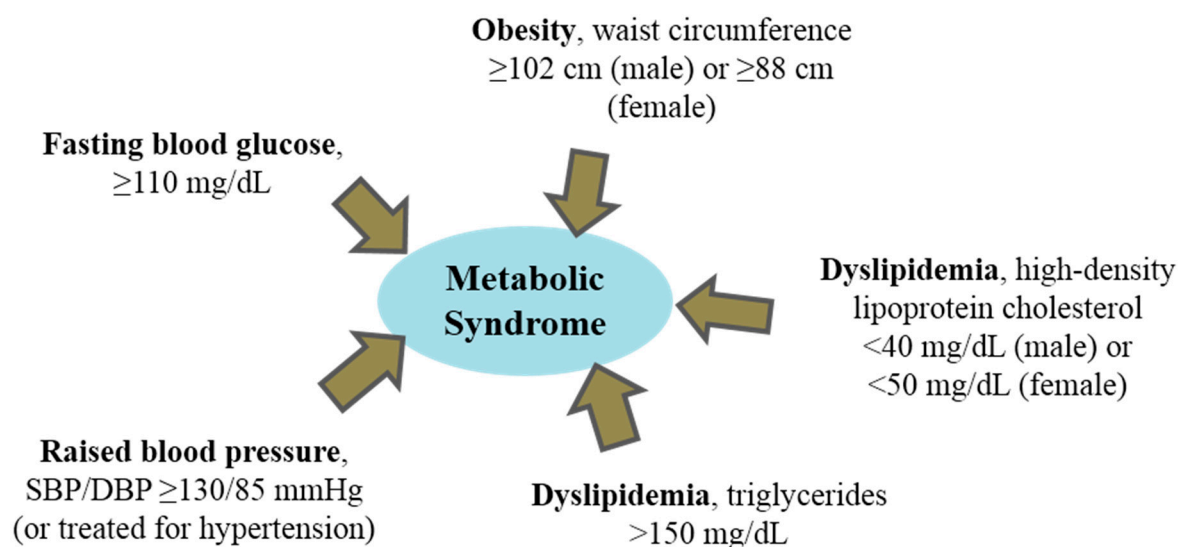 Obesity, waist circumference
≥102 cm (male) or ≥88 cm
(female)
Fasting blood glucose,
≥110 mg/dL
Metabolic
Syndrome
Dyslipidemia, high-density
lipoprotein cholesterol
<40 mg/dL (male) or
<50 mg/dL (female)
Raised blood pressure,
SBP/DBP ≥130/85 mmHg
(or treated for hypertension)
Dyslipidemia, triglycerides
>150 mg/dL